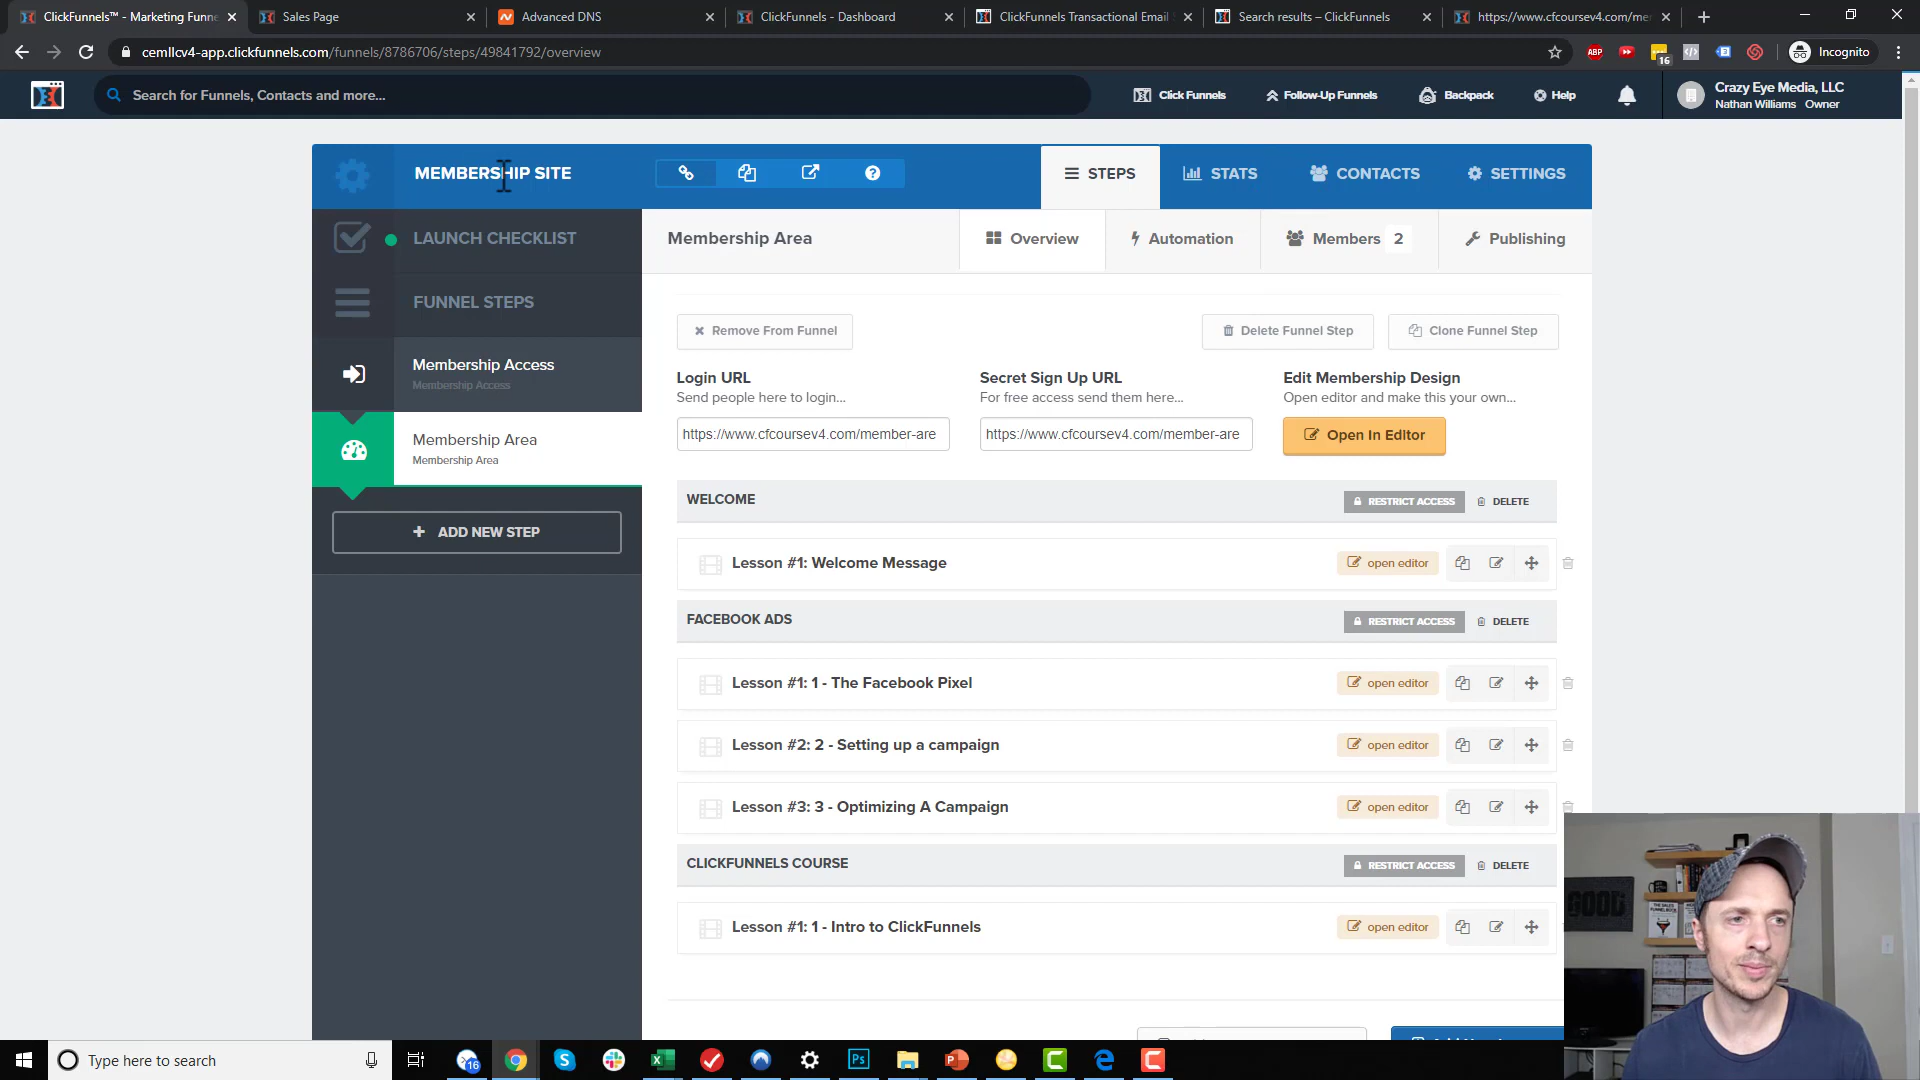 ClickFunnels™ - Marketing Funne
Sales Page
Advanced DNS
ClickFunnels - Dashboard
ClickFunnels Transactional Email
Search results – ClickFunnels
https://www.cfcoursev4.com/me
cemllcv4-app.clickfunnels.com/funnels/8786706/steps/49841792/overview
ABP
16
Incognito
Search for Funnels, Contacts and more...
Click Funnels
Follow-Up Funnels
Backpack
Help
Crazy Eye Media, LLC
Nathan Williams Owner
MEMBERSHIP SITE
STEPS
STATS
CONTACTS
SETTINGS
LAUNCH CHECKLIST
Membership Area
Overview
Automation
Members 2
Publishing
FUNNEL STEPS
Remove From Funnel
Delete Funnel Step
Clone Funnel Step
Membership Access
Membership Access
Login URL
Send people here to login...
Secret Sign Up URL
For free access send them here...
Edit Membership Design
Open editor and make this your own...
Membership Area
Membership Area
https://www.cfcoursev4.com/member-are
https://www.cfcoursev4.com/member-are
Open In Editor
ADD NEW STEP
WELCOME
RESTRICT ACCESS
DELETE
Lesson #1: Welcome Message
open editor
FACEBOOK ADS
RESTRICT ACCESS
DELETE
Lesson #1: 1 - The Facebook Pixel
open editor
Lesson #2: 2 - Setting up a campaign
open editor
Lesson #3: 3 - Optimizing A Campaign
open editor
CLICKFUNNELS COURSE
RESTRICT ACCESS
DELETE
Lesson #1: 1 - Intro to ClickFunnels
open editor
GOOD
Type here to search
16